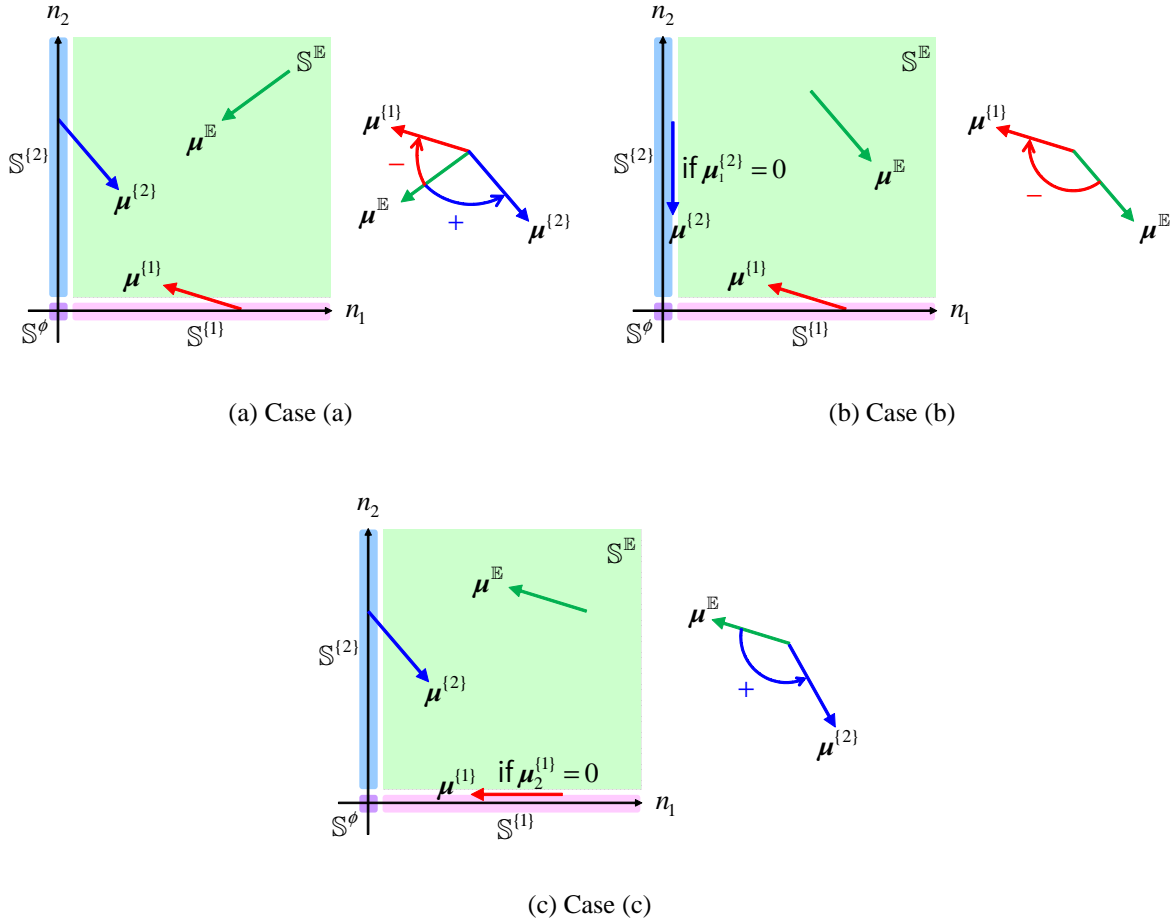 n₂
𝕊^𝔼
μ^𝔼
𝕊^{2}
μ^{2}
μ^{1}
n₁
𝕊^ϕ
𝕊^{1}
μ^{1}
−
μ^𝔼
+
μ^{2}
(a) Case (a)
n₂
𝕊^𝔼
𝕊^{2}
if μ₁^{2} = 0
μ^𝔼
μ^{2}
μ^{1}
n₁
𝕊^ϕ
𝕊^{1}
μ^{1}
−
μ^𝔼
(b) Case (b)
n₂
𝕊^𝔼
μ^𝔼
𝕊^{2}
μ^{2}
μ^{1} if μ₂^{1} = 0
n₁
𝕊^ϕ
𝕊^{1}
μ^𝔼
+
μ^{2}
(c) Case (c)